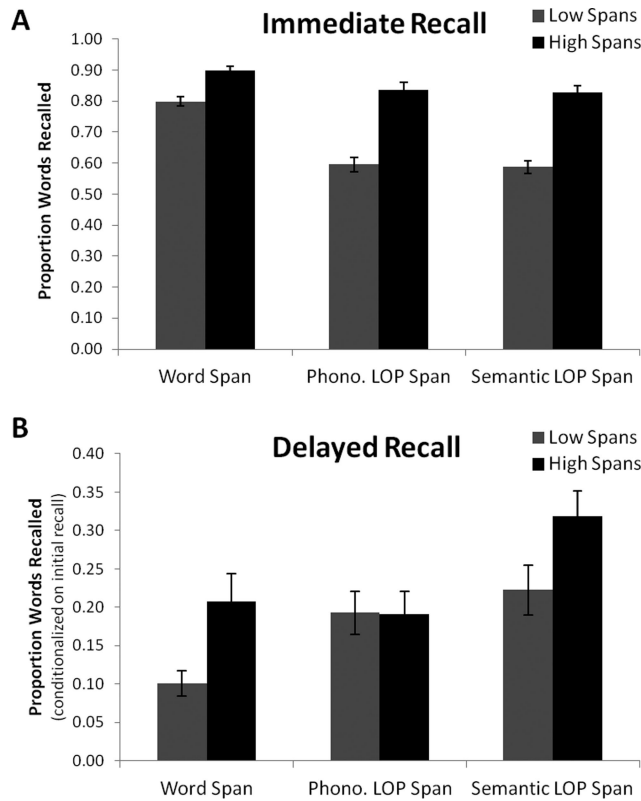 A
Immediate Recall
Low Spans
High Spans
Proportion Words Recalled
1.00
0.90
0.80
0.70
0.60
0.50
0.40
0.30
0.20
0.10
0.00
Word Span
Phono. LOP Span
Semantic LOP Span
B
Delayed Recall
Low Spans
High Spans
Proportion Words Recalled
(conditionalized on initial recall)
0.40
0.35
0.30
0.25
0.20
0.15
0.10
0.05
0.00
Word Span
Phono. LOP Span
Semantic LOP Span